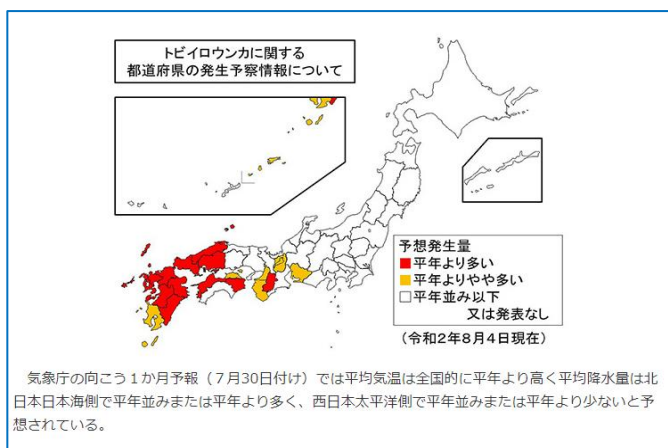 トビイロウンカに関する
都道府県の発生予察情報について
予想発生量
平年より多い
平年よりやや多い
平年並み以下
又は発表なし
(令和2年8月4日現在)
気象庁の向こう1か月予報(7月30日付け)では平均気温は全国的に平年より高く平均降水量は北
日本日本海側で平年並みまたは平年より多く、西日本太平洋側で平年並みまたは平年より少ないと予
想されている。